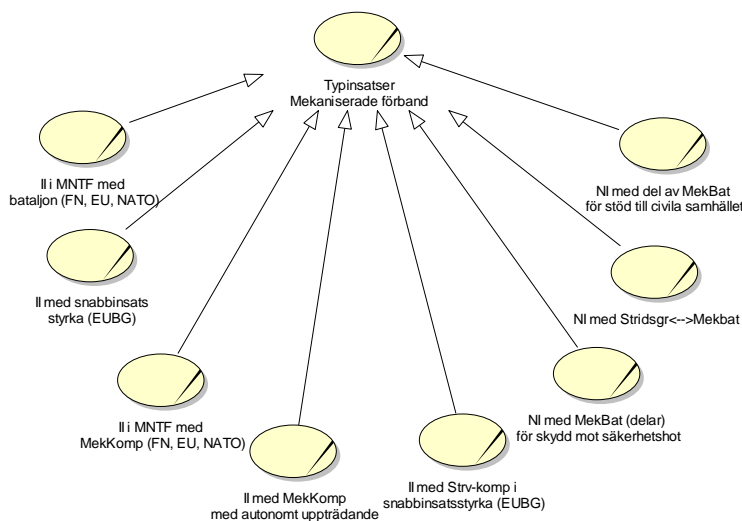 Typinsatser
Mekaniserade förband
II i MNTF med
bataljon (FN, EU, NATO)
NI med del av MekBat
för stöd till civila samhället
II med snabbinsats
styrka (EUBG)
NI med Stridsgr<-->Mekbat
II i MNTF med
MekKomp (FN, EU, NATO)
NI med MekBat (delar)
för skydd mot säkerhetshot
II med MekKomp
med autonomt uppträdande
II med Strv-komp i
snabbinsatsstyrka (EUBG)